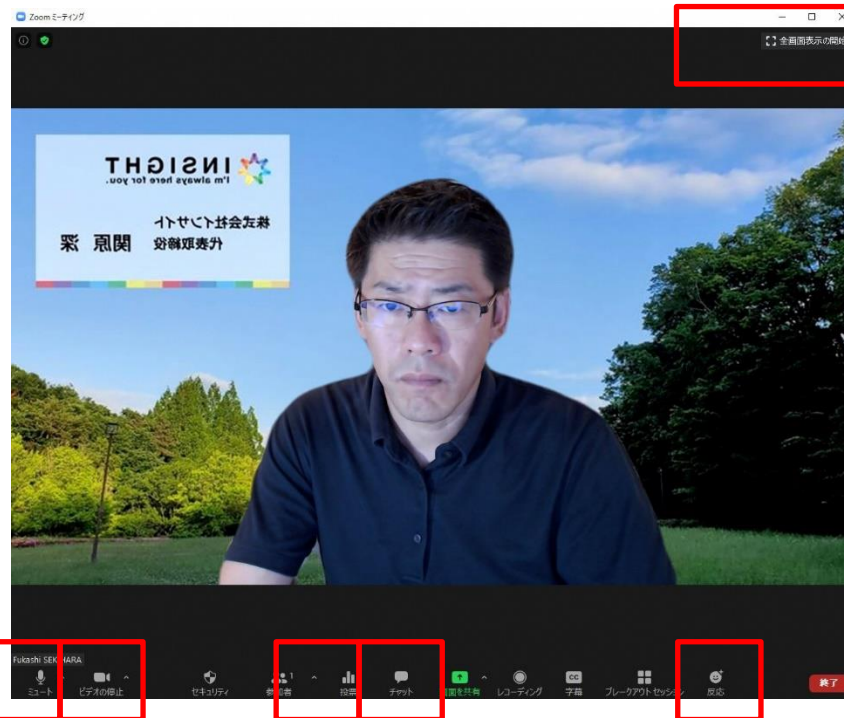 Zoom ミーティング
全画面表示の開始
INSIGHT
I'm always here for you.
株式会社インサイト
代表取締役 関原 深
Fukashi SEKIHARA
ミュート
ビデオの停止
セキュリティ
参加者
1
投票
チャット
画面を共有
レコーディング
CC
字幕
ブレークアウト セッション
反応
終了